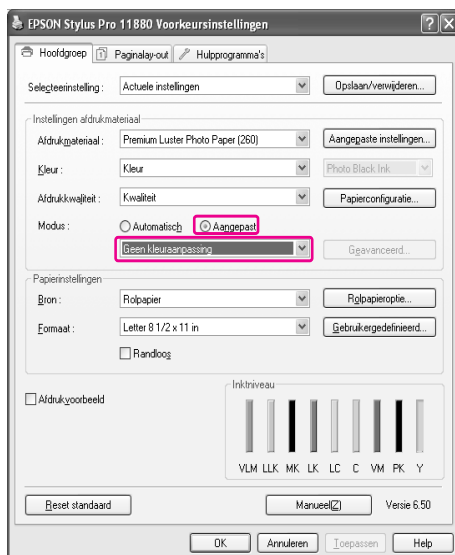 EPSON Stylus Pro 11880 Voorkeursinstellingen
Hoofdgroep Paginalay-out Hulpprogramma's
Selecteerinstelling : Actuele instellingen Opslaan/verwijderen...
Instellingen afdrukmateriaal
Afdrukmateriaal : Premium Luster Photo Paper (260) Aangepaste instellingen...
Kleur : Kleur Photo Black Ink
Afdrukkwaliteit : Kwaliteit Papierconfiguratie...
Modus : Automatisch Aangepast
Geen kleuraanpassing Geavanceerd...
Papierinstellingen
Bron : Rolpapier Rolpapieroptie...
Formaat : Letter 8 1/2 x 11 in Gebruikergedefinieerd...
Randloos
Inktniveau
Afdrukvoorbeeld
VLM LLK MK LK LC C VM PK Y
Reset standaard Manueel(Z) Versie 6.50
OK Annuleren Toepassen Help